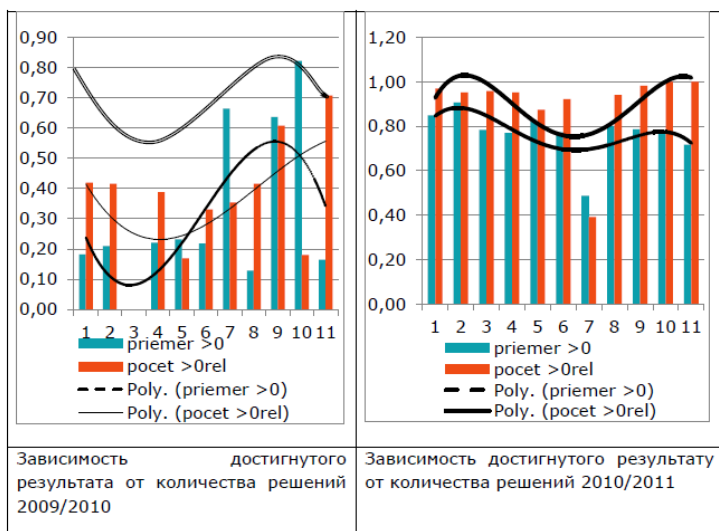 0,90
0,80
0,70
0,60
0,50
0,40
0,30
0,20
0,10
0,00
1 2 3 4 5 6 7 8 9 10 11
priemer >0
pocet >0rel
Poly. (priemer >0)
Poly. (pocet >0rel)
1,20
1,00
0,80
0,60
0,40
0,20
0,00
1 2 3 4 5 6 7 8 9 10 11
priemer >0
pocet >0rel
Poly. (priemer >0)
Poly. (pocet >0rel)
Зависимость достигнутого
результата от количества решений
2009/2010
Зависимость достигнутого результату
от количества решений 2010/2011